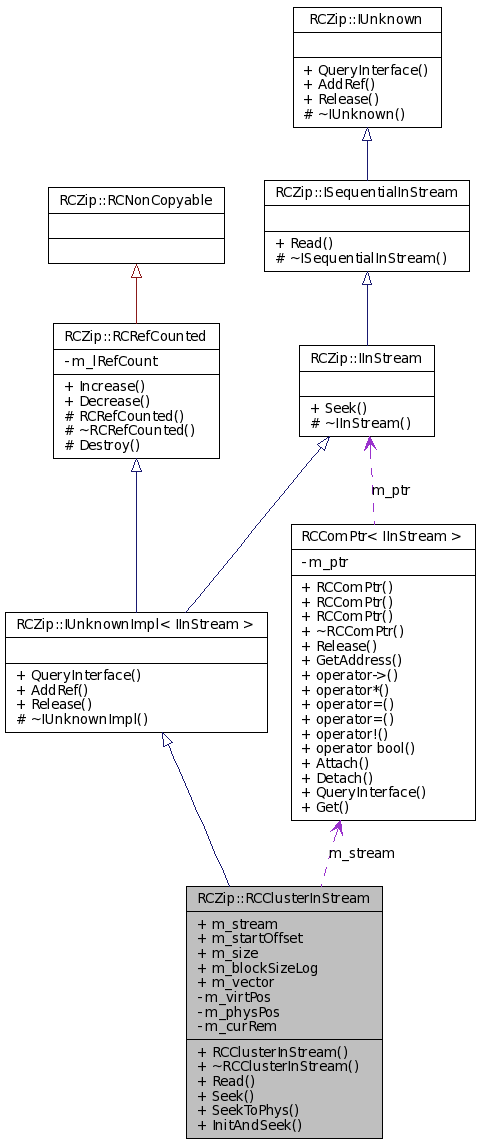 RCZip::IUnknown
+ QueryInterface()
+ AddRef()
+ Release()
# ~IUnknown()
RCZip::RCNonCopyable
RCZip::ISequentialInStream
+ Read()
# ~ISequentialInStream()
RCZip::RCRefCounted
- m_lRefCount
+ Increase()
+ Decrease()
# RCRefCounted()
# ~RCRefCounted()
# Destroy()
RCZip::IInStream
+ Seek()
# ~IInStream()
m_ptr
RCComPtr< IInStream >
- m_ptr
+ RCComPtr()
+ RCComPtr()
+ RCComPtr()
+ ~RCComPtr()
+ Release()
+ GetAddress()
+ operator->()
+ operator*()
+ operator=()
+ operator=()
+ operator!()
+ operator bool()
+ Attach()
+ Detach()
+ QueryInterface()
+ Get()
RCZip::IUnknownImpl< IInStream >
+ QueryInterface()
+ AddRef()
+ Release()
# ~IUnknownImpl()
m_stream
RCZip::RCClusterInStream
+ m_stream
+ m_startOffset
+ m_size
+ m_blockSizeLog
+ m_vector
- m_virtPos
- m_physPos
- m_curRem
+ RCClusterInStream()
+ ~RCClusterInStream()
+ Read()
+ Seek()
+ SeekToPhys()
+ InitAndSeek()